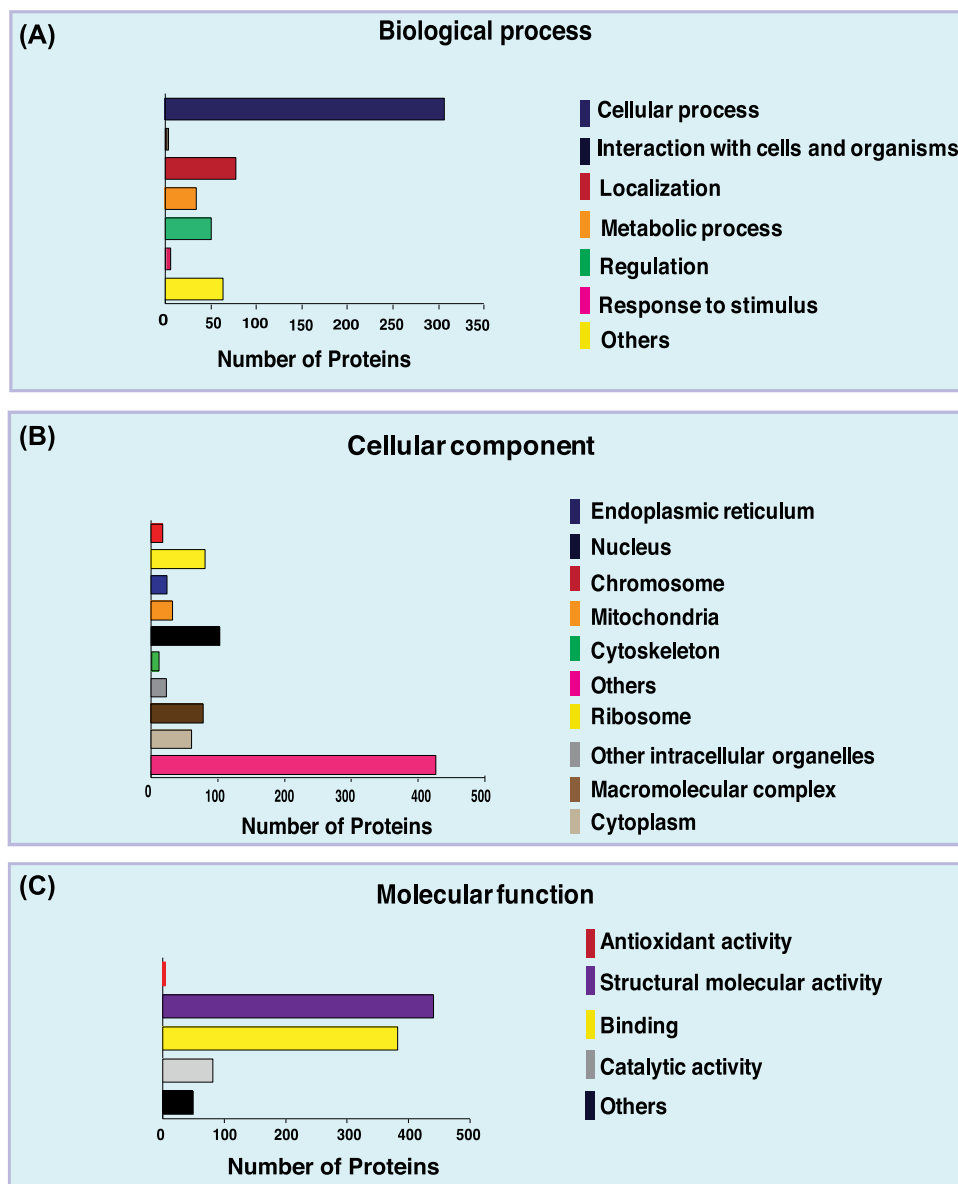 (A)
Biological process
Cellular process
Interaction with cells and organisms
Localization
Metabolic process
Regulation
Response to stimulus
Others
0 50 100 150 200 250 300 350
Number of Proteins
(B)
Cellular component
Endoplasmic reticulum
Nucleus
Chromosome
Mitochondria
Cytoskeleton
Others
Ribosome
Other intracellular organelles
Macromolecular complex
Cytoplasm
0 100 200 300 400 500
Number of Proteins
(C)
Molecular function
Antioxidant activity
Structural molecular activity
Binding
Catalytic activity
Others
0 100 200 300 400 500
Number of Proteins